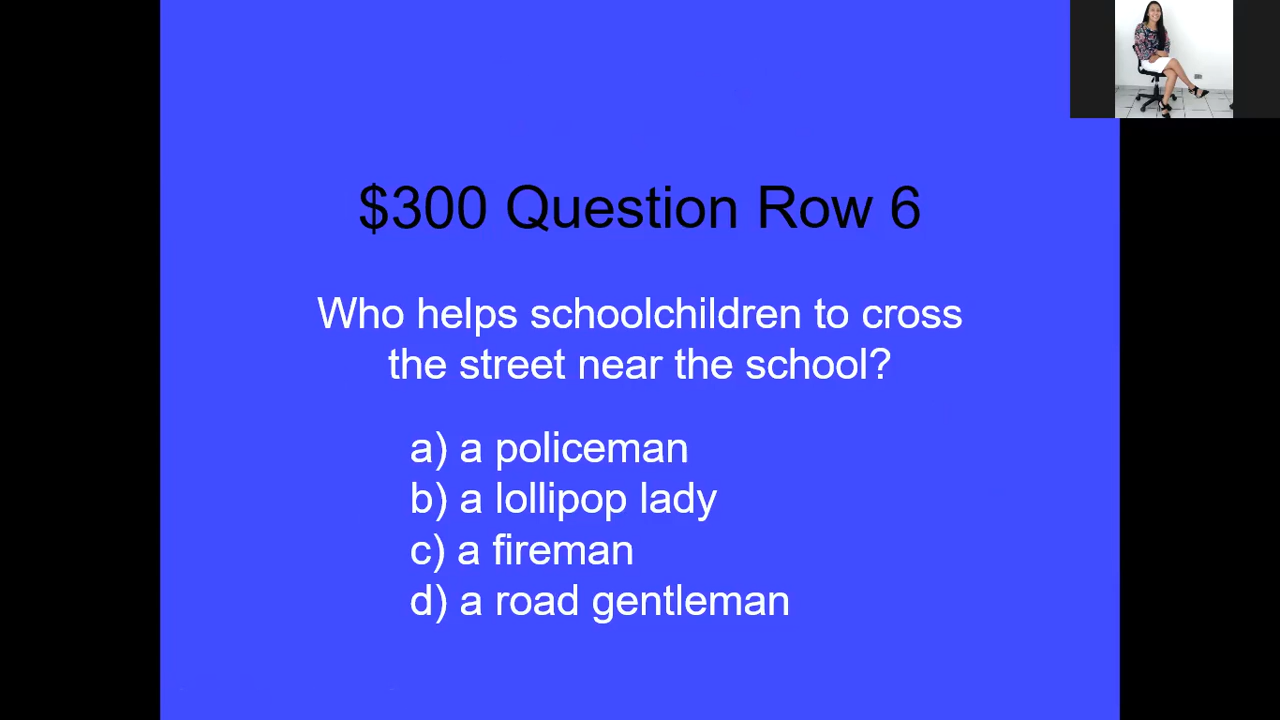 $300 Question Row 6
Who helps schoolchildren to cross
the street near the school?
a) a policeman
b) a lollipop lady
c) a fireman
d) a road gentleman